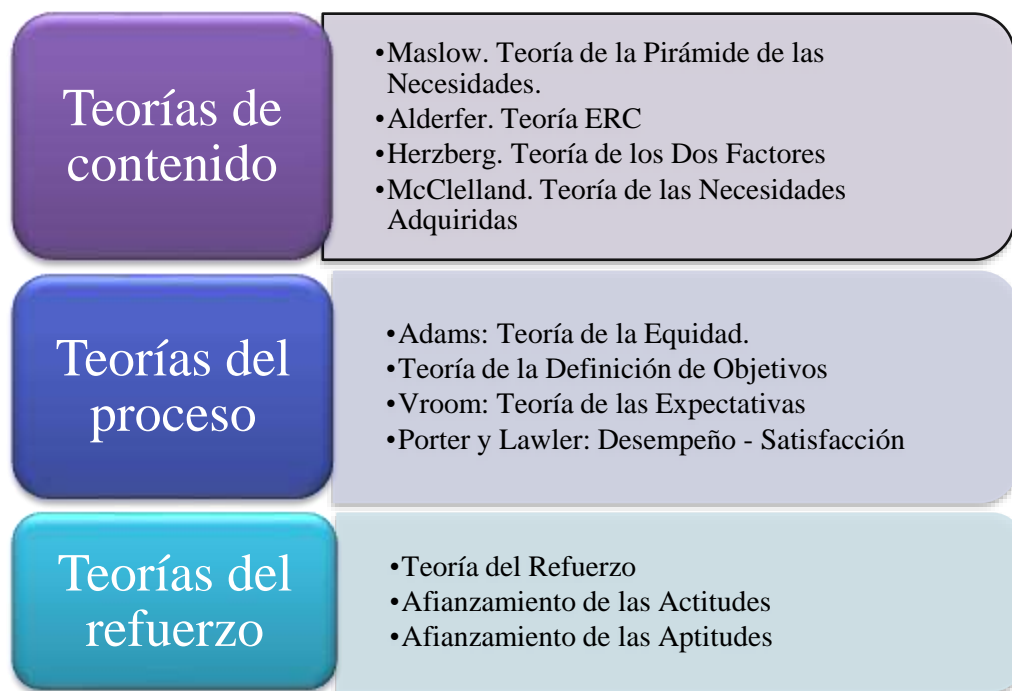 Teorías de
contenido
•Maslow. Teoría de la Pirámide de las
Necesidades.
•Alderfer. Teoría ERC
•Herzberg. Teoría de los Dos Factores
•McClelland. Teoría de las Necesidades
Adquiridas
Teorías del
proceso
•Adams: Teoría de la Equidad.
•Teoría de la Definición de Objetivos
•Vroom: Teoría de las Expectativas
•Porter y Lawler: Desempeño - Satisfacción
Teorías del
refuerzo
•Teoría del Refuerzo
•Afianzamiento de las Actitudes
•Afianzamiento de las Aptitudes